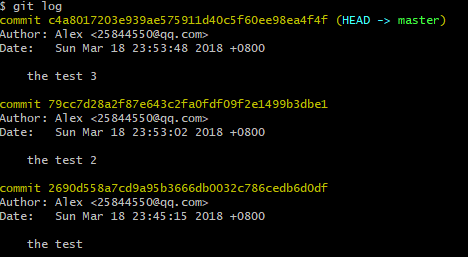 $ git log
commit c4a8017203e939ae575911d40c5f60ee98ea4f4f (HEAD -> master)
Author: Alex <25844550@qq.com>
Date:   Sun Mar 18 23:53:48 2018 +0800
    the test 3
commit 79cc7d28a2f87e643c2fa0fdf09f2e1499b3dbe1
Author: Alex <25844550@qq.com>
Date:   Sun Mar 18 23:53:02 2018 +0800
    the test 2
commit 2690d558a7cd9a95b3666db0032c786cedb6d0df
Author: Alex <25844550@qq.com>
Date:   Sun Mar 18 23:45:15 2018 +0800
    the test